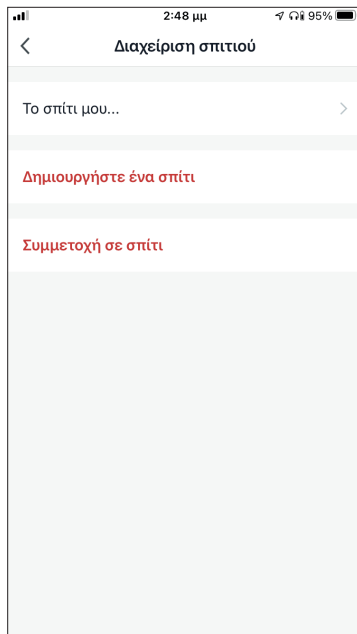 2:48 μμ 95%
Διαχείριση σπιτιού
Το σπίτι μου...
Δημιουργήστε ένα σπίτι
Συμμετοχή σε σπίτι